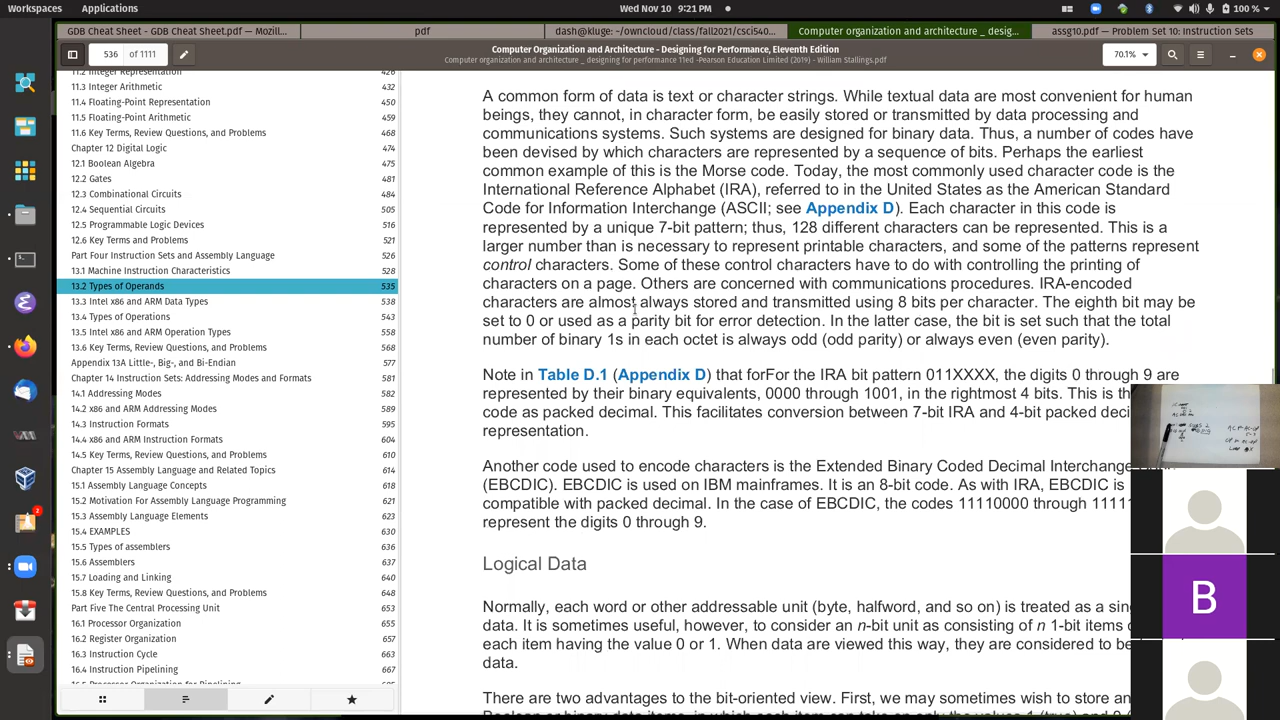 Workspaces Applications Wed Nov 10 9:21 PM 100 %
GDB Cheat Sheet - GDB Cheat Sheet.pdf — Mozill... pdf dash@kluge: ~/owncloud/class/fall2021/csci540... Computer organization and architecture _ desig... assg10.pdf — Problem Set 10: Instruction Sets
536 of 1111 Computer Organization and Architecture - Designing for Performance, Eleventh Edition 70.1%
Computer organization and architecture _ designing for performance 11ed -Pearson Education Limited (2019) - William Stallings.pdf
11.2 Integer Representation 426
11.3 Integer Arithmetic 432
11.4 Floating-Point Representation 450
11.5 Floating-Point Arithmetic 459
11.6 Key Terms, Review Questions, and Problems 468
Chapter 12 Digital Logic 474
12.1 Boolean Algebra 475
12.2 Gates 481
12.3 Combinational Circuits 484
12.4 Sequential Circuits 505
12.5 Programmable Logic Devices 516
12.6 Key Terms and Problems 521
Part Four Instruction Sets and Assembly Language 526
13.1 Machine Instruction Characteristics 528
13.2 Types of Operands 535
13.3 Intel x86 and ARM Data Types 538
13.4 Types of Operations 543
13.5 Intel x86 and ARM Operation Types 558
13.6 Key Terms, Review Questions, and Problems 568
Appendix 13A Little-, Big-, and Bi-Endian 577
Chapter 14 Instruction Sets: Addressing Modes and Formats 581
14.1 Addressing Modes 582
14.2 x86 and ARM Addressing Modes 589
14.3 Instruction Formats 595
14.4 x86 and ARM Instruction Formats 604
14.5 Key Terms, Review Questions, and Problems 610
Chapter 15 Assembly Language and Related Topics 614
15.1 Assembly Language Concepts 618
15.2 Motivation For Assembly Language Programming 621
15.3 Assembly Language Elements 623
15.4 EXAMPLES 630
15.5 Types of assemblers 636
15.6 Assemblers 637
15.7 Loading and Linking 640
15.8 Key Terms, Review Questions, and Problems 648
Part Five The Central Processing Unit 653
16.1 Processor Organization 655
16.2 Register Organization 657
16.3 Instruction Cycle 663
16.4 Instruction Pipelining 667
A common form of data is text or character strings. While textual data are most convenient for human
beings, they cannot, in character form, be easily stored or transmitted by data processing and
communications systems. Such systems are designed for binary data. Thus, a number of codes have
been devised by which characters are represented by a sequence of bits. Perhaps the earliest
common example of this is the Morse code. Today, the most commonly used character code is the
International Reference Alphabet (IRA), referred to in the United States as the American Standard
Code for Information Interchange (ASCII; see Appendix D). Each character in this code is
represented by a unique 7-bit pattern; thus, 128 different characters can be represented. This is a
larger number than is necessary to represent printable characters, and some of the patterns represent
control characters. Some of these control characters have to do with controlling the printing of
characters on a page. Others are concerned with communications procedures. IRA-encoded
characters are almost always stored and transmitted using 8 bits per character. The eighth bit may be
set to 0 or used as a parity bit for error detection. In the latter case, the bit is set such that the total
number of binary 1s in each octet is always odd (odd parity) or always even (even parity).
Note in Table D.1 (Appendix D) that forFor the IRA bit pattern 011XXXX, the digits 0 through 9 are
represented by their binary equivalents, 0000 through 1001, in the rightmost 4 bits. This is th
code as packed decimal. This facilitates conversion between 7-bit IRA and 4-bit packed deci
representation.
Another code used to encode characters is the Extended Binary Coded Decimal Interchange
(EBCDIC). EBCDIC is used on IBM mainframes. It is an 8-bit code. As with IRA, EBCDIC is
compatible with packed decimal. In the case of EBCDIC, the codes 11110000 through 11111
represent the digits 0 through 9.
Logical Data
Normally, each word or other addressable unit (byte, halfword, and so on) is treated as a sing
data. It is sometimes useful, however, to consider an n-bit unit as consisting of n 1-bit items
each item having the value 0 or 1. When data are viewed this way, they are considered to be
data.
There are two advantages to the bit-oriented view. First, we may sometimes wish to store an
B
2